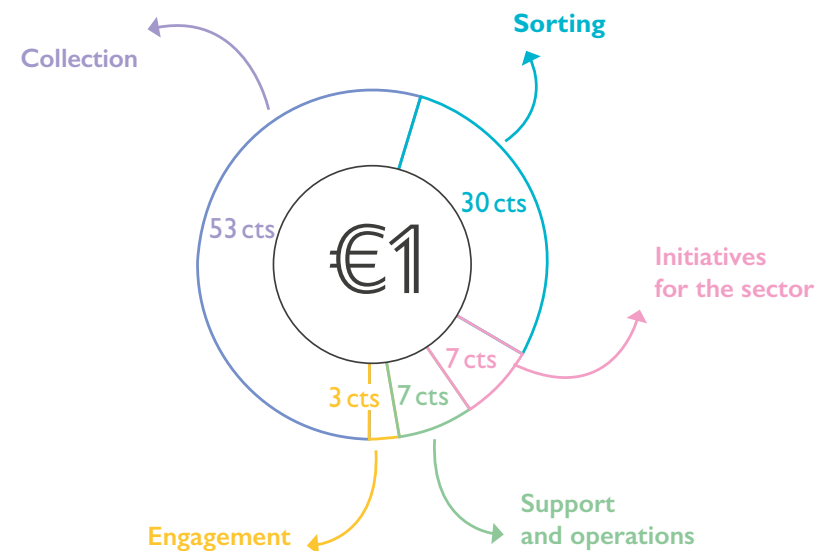 Sorting
Collection
30 cts
53 cts
€1
Initiatives
for the sector
7 cts
3 cts
7 cts
Support
and operations
Engagement